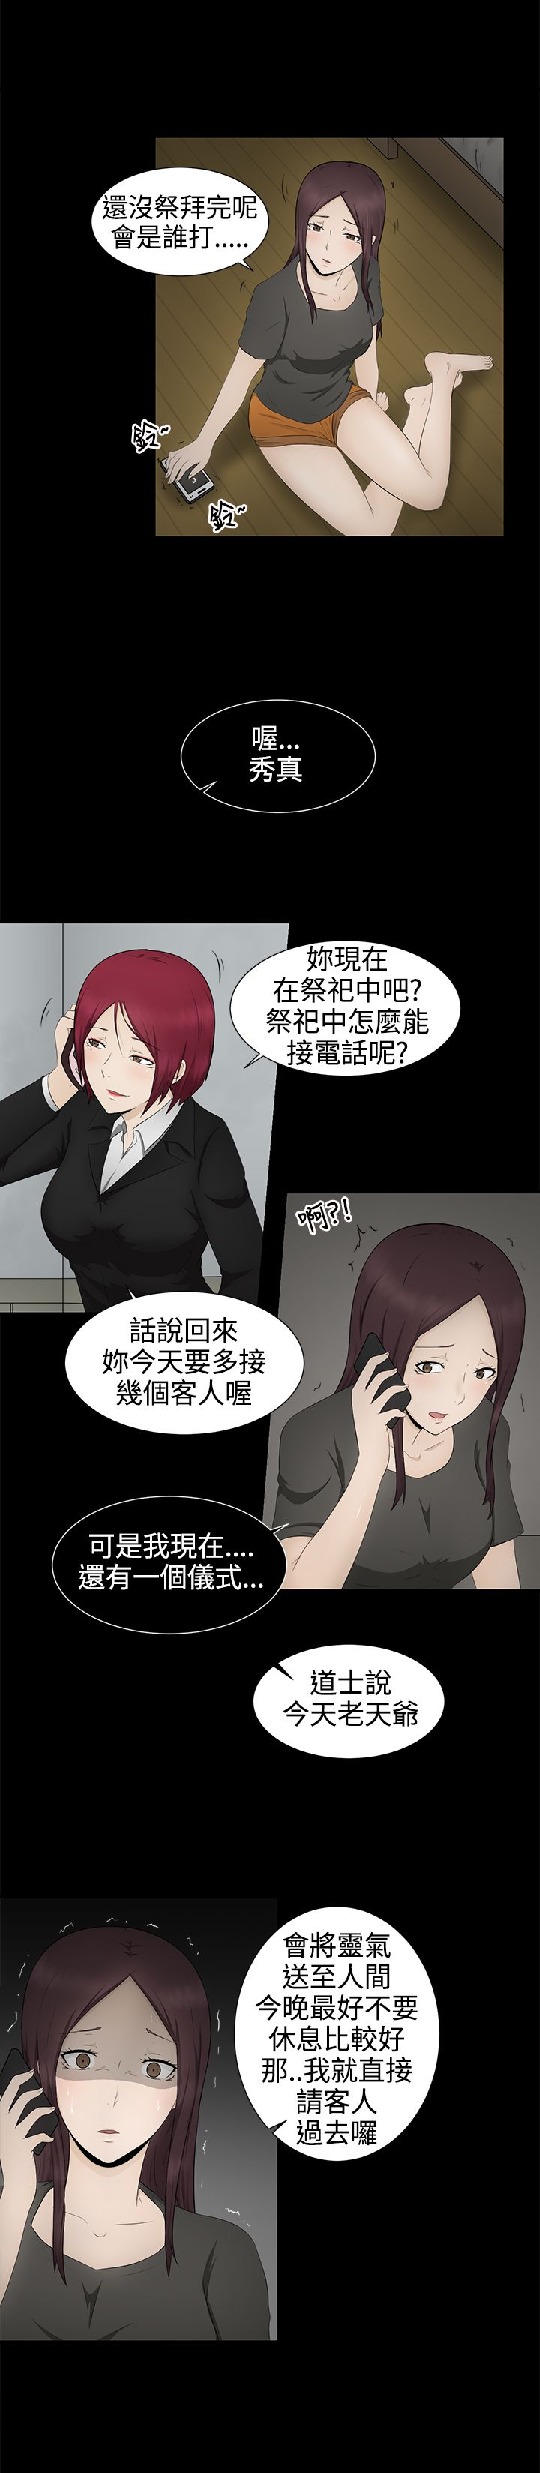 還沒祭拜完呢
會是誰打.....
鈴~
鈴~
喔...
秀真
妳現在
在祭祀中吧?
祭祀中怎麼能
接電話呢?
啊?!
話說回來
妳今天要多接
幾個客人喔
可是我現在....
還有一個儀式...
道士說
今天老天爺
會將靈氣
送至人間
今晚最好不要
休息比較好
那..我就直接
請客人
過去囉